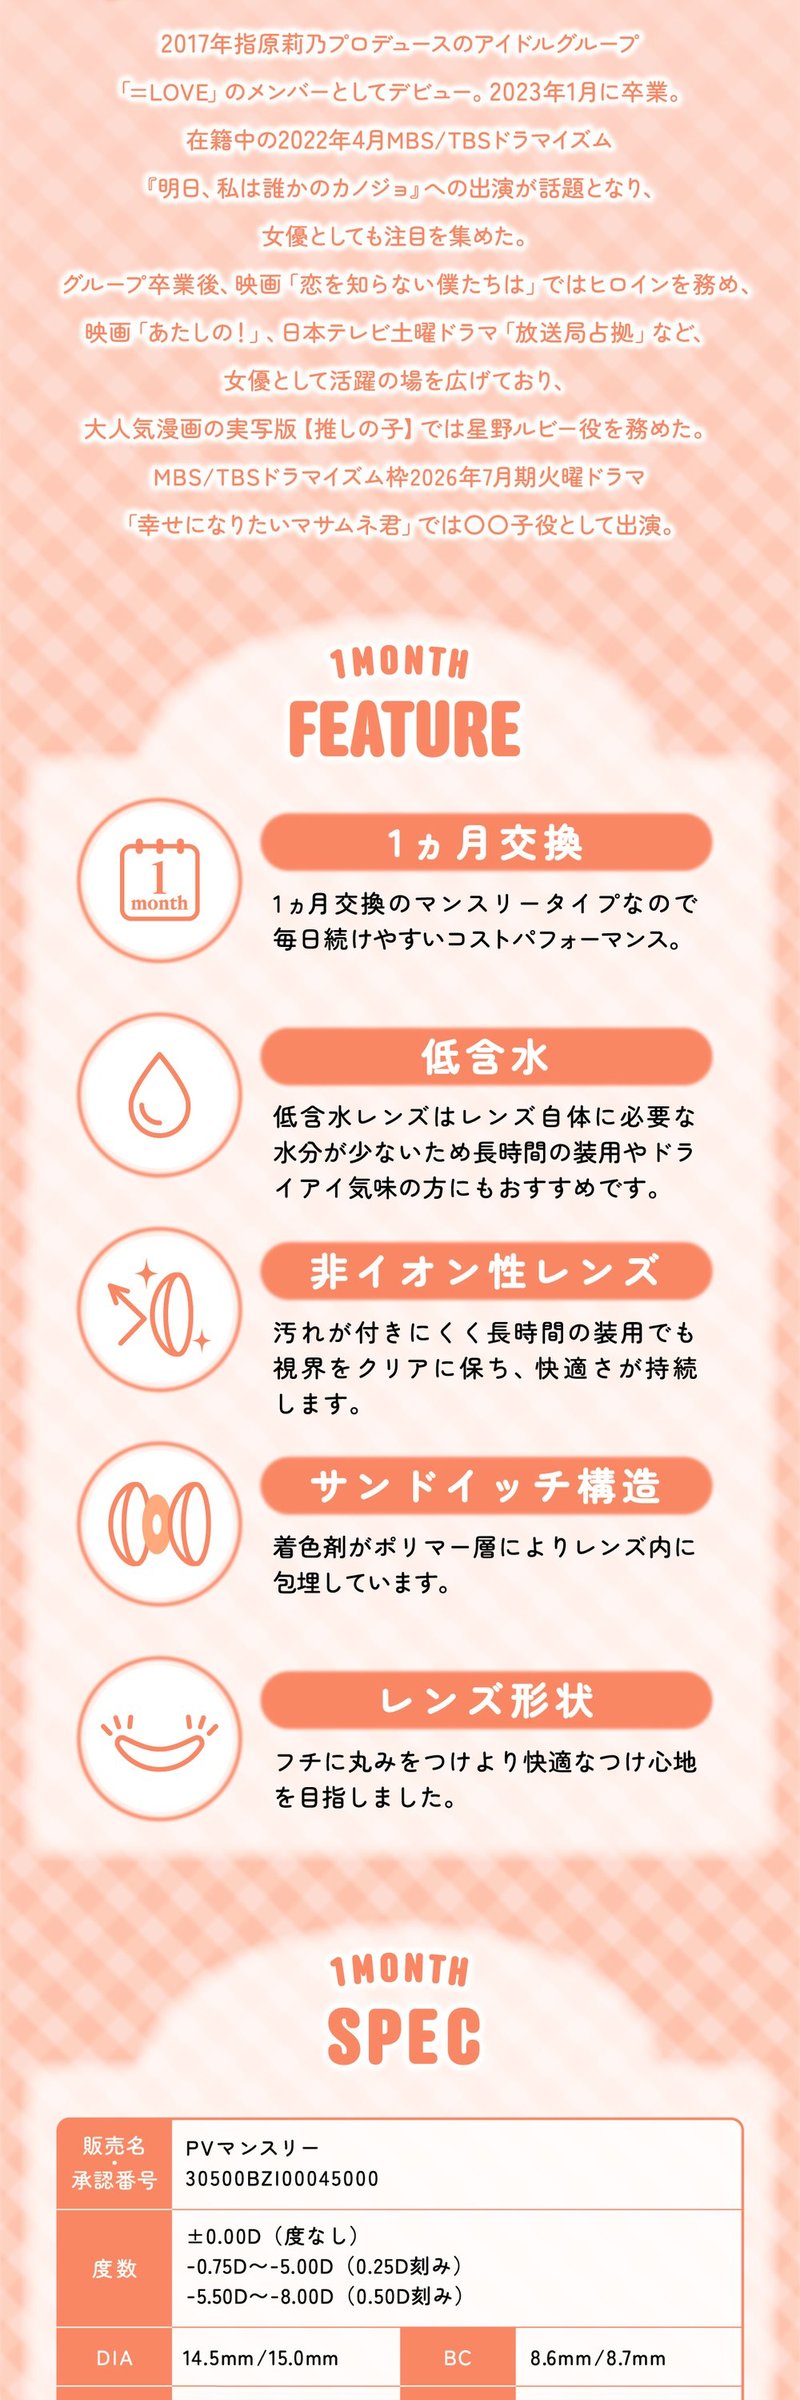 2017年指原莉乃プロデュースのアイドルグループ
「=LOVE」のメンバーとしてデビュー。2023年1月に卒業。
在籍中の2022年4月MBS/TBSドラマイズム
『明日、私は誰かのカノジョ』への出演が話題となり、
女優としても注目を集めた。
グループ卒業後、映画「恋を知らない僕たちは」ではヒロインを務め、
映画「あたしの！」、日本テレビ土曜ドラマ「放送局占拠」など、
女優として活躍の場を広げており、
大人気漫画の実写版【推しの子】では星野ルビー役を務めた。
MBS/TBSドラマイズム枠2026年7月期火曜ドラマ
「幸せになりたいマサムネ君」では〇〇子役として出演。
1MONTH
FEATURE
1
month
1ヵ月交換
1ヵ月交換のマンスリータイプなので
毎日続けやすいコストパフォーマンス。
低含水
低含水レンズはレンズ自体に必要な
水分が少ないため長時間の装用やドラ
イアイ気味の方にもおすすめです。
非イオン性レンズ
汚れが付きにくく長時間の装用でも
視界をクリアに保ち、快適さが持続
します。
サンドイッチ構造
着色剤がポリマー層によりレンズ内に
包埋しています。
レンズ形状
フチに丸みをつけより快適なつけ心地
を目指しました。
1MONTH
SPEC
販売名
・
承認番号
PVマンスリー
30500BZI00045000
度数
±0.00D（度なし）
-0.75D〜-5.00D（0.25D刻み）
-5.50D〜-8.00D（0.50D刻み）
DIA
14.5mm/15.0mm
BC
8.6mm/8.7mm